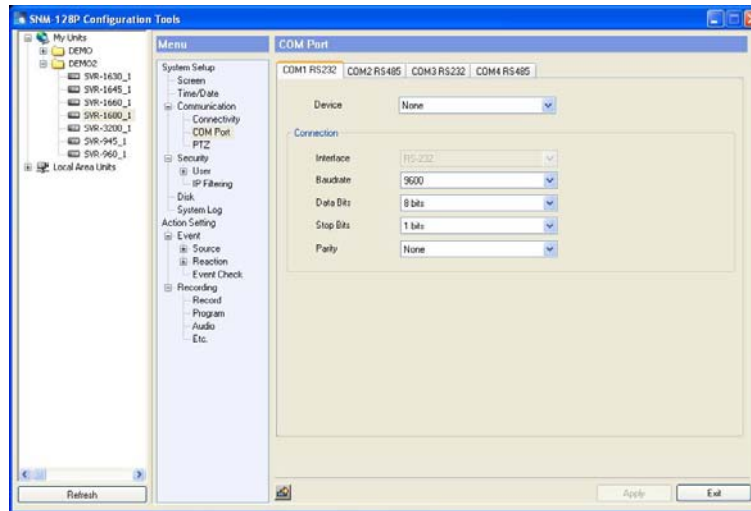 SNM-128P Configuration Tools
My Units
DEMO
DEMO2
SVR-1630_1
SVR-1645_1
SVR-1660_1
SVR-1600_1
SVR-3200_1
SVR-945_1
SVR-960_1
Local Area Units
Refresh
Menu
System Setup
Screen
Time/Date
Communication
Connectivity
COM Port
PTZ
Security
User
IP Filtering
Disk
System Log
Action Setting
Event
Source
Reaction
Event Check
Recording
Record
Program
Audio
Etc.
COM Port
COM1 RS232 COM2 RS485 COM3 RS232 COM4 RS485
Device None
Connection
Interface RS-232
Baudrate 9600
Data Bits 8 bits
Stop Bits 1 bits
Parity None
Apply Exit